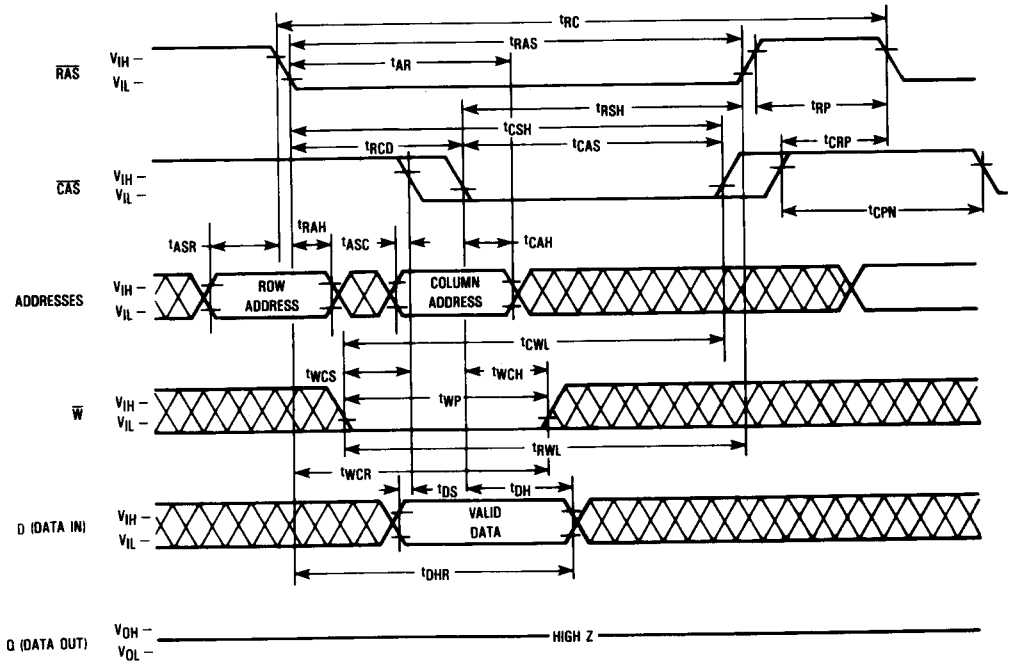 tRC
tRAS
tAR
RAS
VIH –
VIL –
tRSH
tRP
tCSH
tRCD
tCAS
tCRP
CAS
VIH –
VIL –
tCPN
tASR
tRAH
tASC
tCAH
ADDRESSES
VIH –
VIL –
ROW
ADDRESS
COLUMN
ADDRESS
tCWL
tWCS
tWCH
tWP
W
VIH –
VIL –
tRWL
tWCR
tDS
tDH
D (DATA IN)
VIH –
VIL –
VALID
DATA
tDHR
Q (DATA OUT)
VOH –
VOL –
HIGH Z